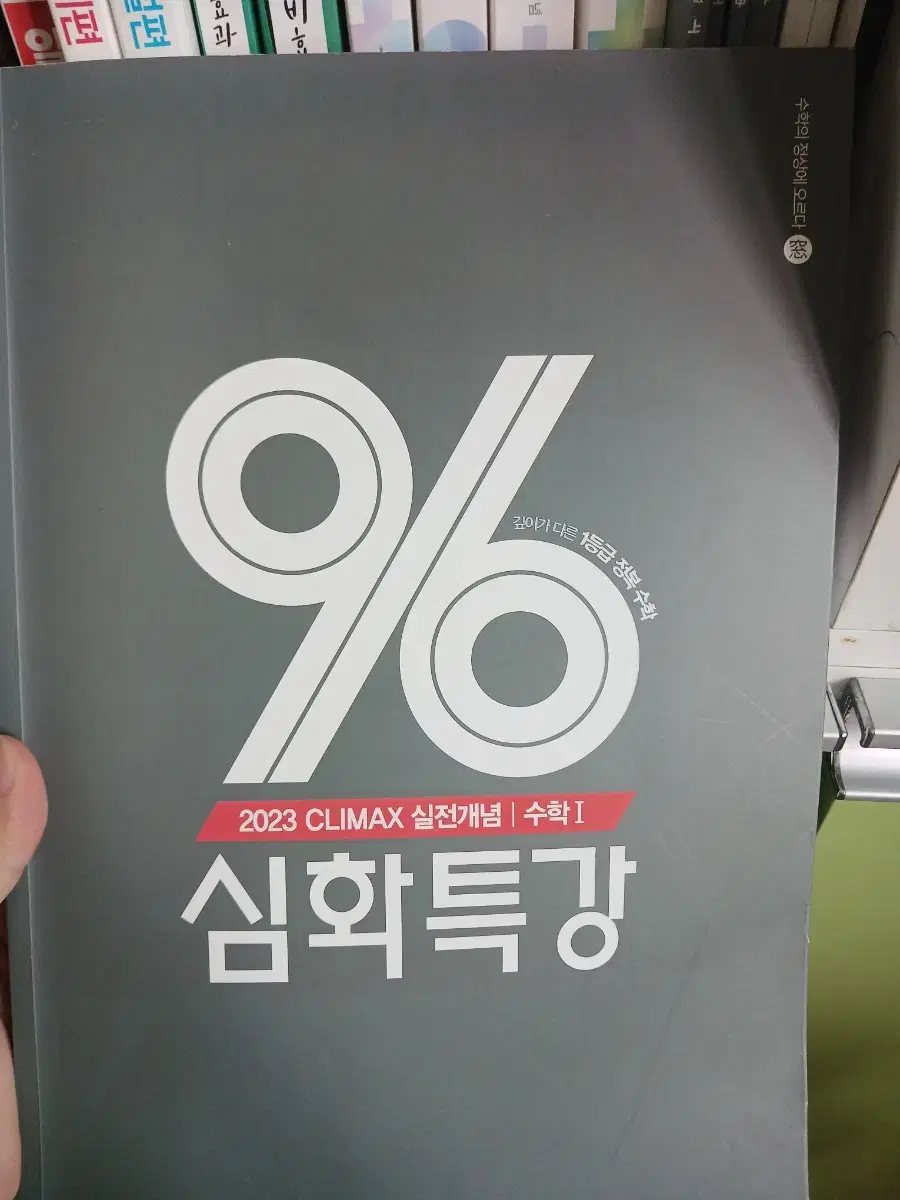 수학의 정상에 오르다
96
깊이가 다른 1등급 정복 수학
2023 CLIMAX 실전개념 | 수학 I
심화특강